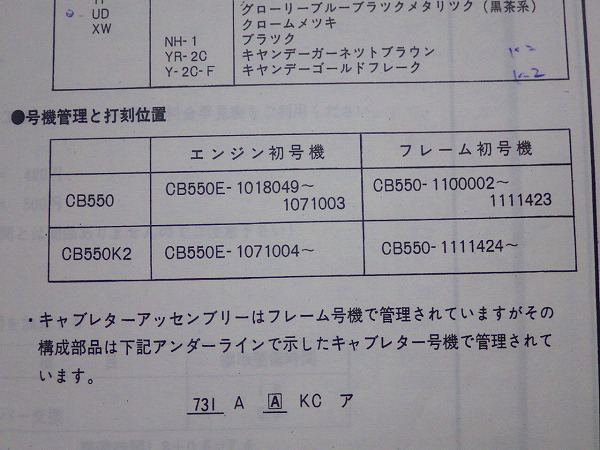 グローリーブルーブラックメタリック(黒茶系)
UD クロームメツキ
XW
NH-1 ブラツク
YR-2C キャンデーガーネツトブラウン K2
Y-2C-F キャンデーゴールドフレーク K-2
●号機管理と打刻位置
エンジン初号機 フレーム初号機
CB550 CB550E-1018049～ CB550-1100002～
1071003 1111423
CB550K2 CB550E-1071004～ CB550-1111424～
・キャブレターアッセンブリーはフレーム号機で管理されていますがその
構成部品は下記アンダーラインで示したキャブレター号機で管理されて
います。
731 A A KC ア